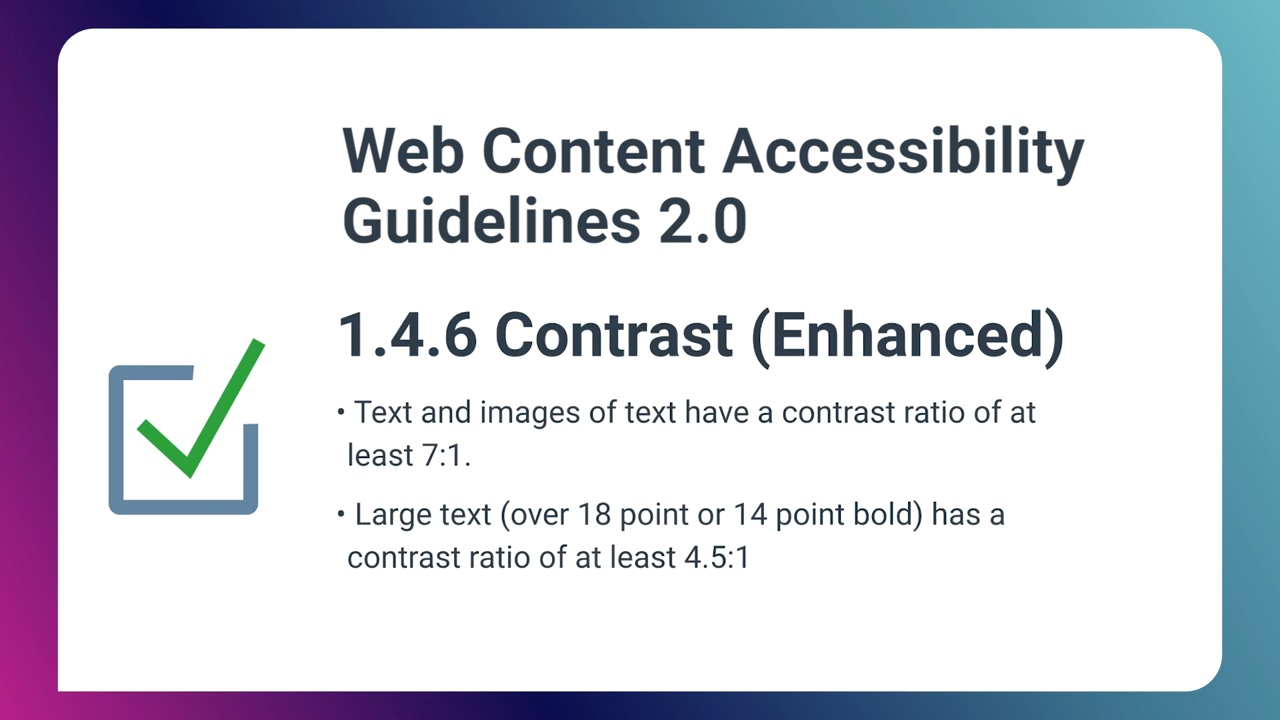 Web Content Accessibility
Guidelines 2.0
1.4.6 Contrast (Enhanced)
• Text and images of text have a contrast ratio of at
least 7:1.
• Large text (over 18 point or 14 point bold) has a
contrast ratio of at least 4.5:1